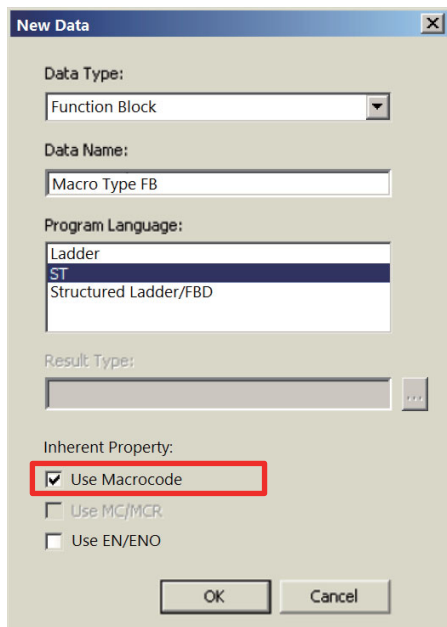 New Data
Data Type:
Function Block
Data Name:
Macro Type FB
Program Language:
Ladder
ST
Structured Ladder/FBD
Result Type:
...
Inherent Property:
Use Macrocode
Use MC/MCR
Use EN/ENO
OK Cancel